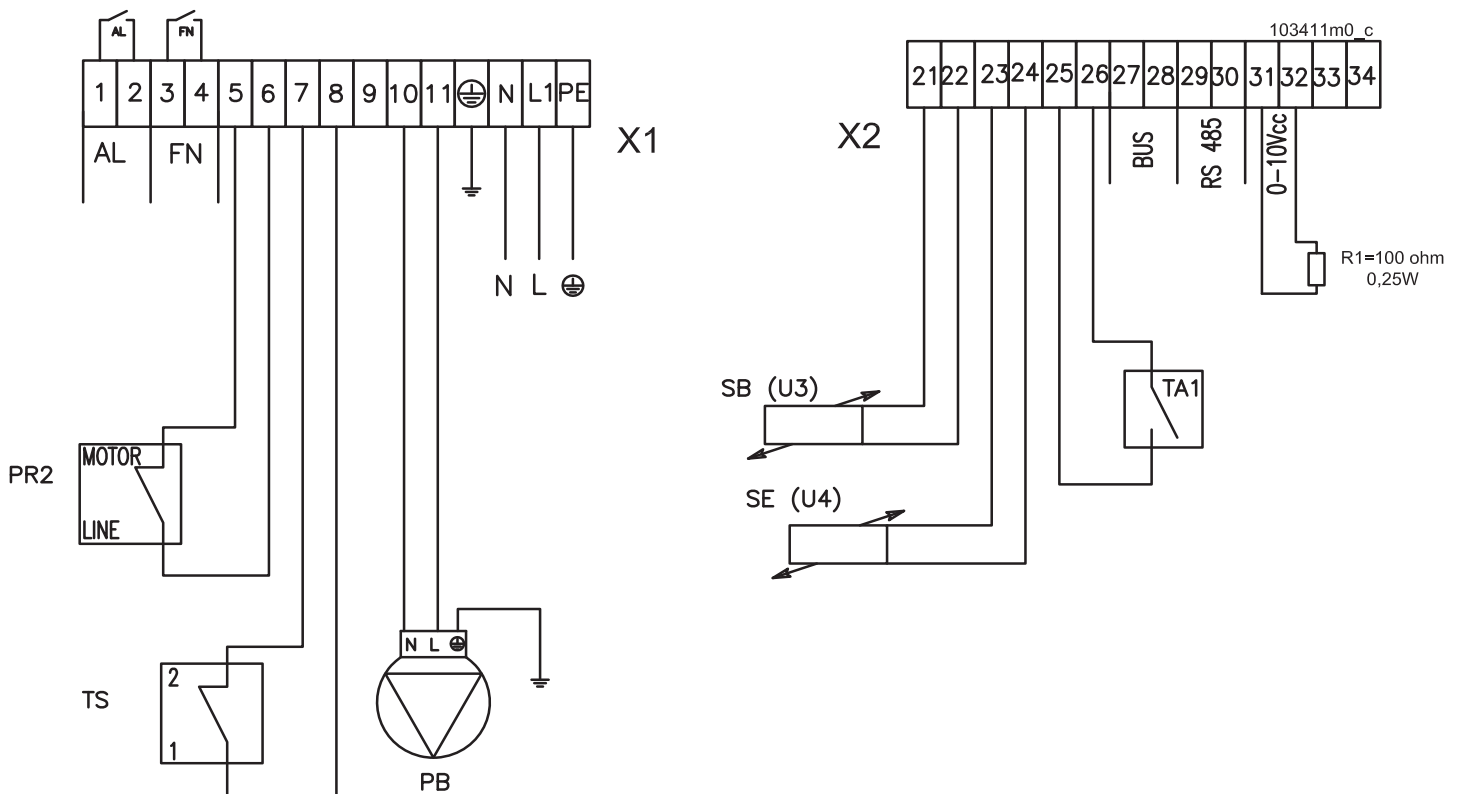 AL FN
1 2 3 4 5 6 7 8 9 10 11 N L1 PE
X1
AL FN
N L
PR2
MOTOR
LINE
TS
2
1
N L
PB
103411m0_c
21 22 23 24 25 26 27 28 29 30 31 32 33 34
X2
BUS
RS 485
0-10Vcc
R1=100 ohm
0,25W
SB (U3)
TA1
SE (U4)